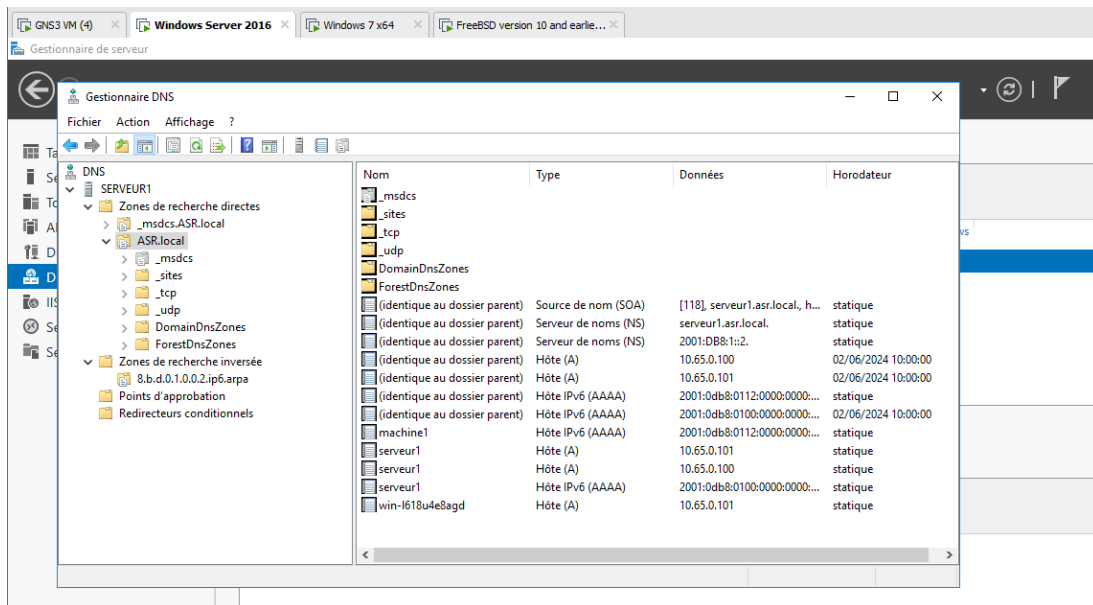 GNS3 VM (4) Windows Server 2016 Windows 7 x64 FreeBSD version 10 and earlie...
Gestionnaire de serveur
Gestionnaire DNS
Fichier Action Affichage ?
DNS
SERVEUR1
Zones de recherche directes
_msdcs.ASR.local
ASR.local
_msdcs
_sites
_tcp
_udp
DomainDnsZones
ForestDnsZones
Zones de recherche inversée
8.b.d.0.1.0.0.2.ip6.arpa
Points d'approbation
Redirecteurs conditionnels
Nom Type Données Horodateur
_msdcs
_sites
_tcp
_udp
DomainDnsZones
ForestDnsZones
(identique au dossier parent) Source de nom (SOA) [118], serveur1.asr.local., h... statique
(identique au dossier parent) Serveur de noms (NS) serveur1.asr.local. statique
(identique au dossier parent) Serveur de noms (NS) 2001:DB8:1::2. statique
(identique au dossier parent) Hôte (A) 10.65.0.100 02/06/2024 10:00:00
(identique au dossier parent) Hôte (A) 10.65.0.101 02/06/2024 10:00:00
(identique au dossier parent) Hôte IPv6 (AAAA) 2001:0db8:0112:0000:0000:... statique
(identique au dossier parent) Hôte IPv6 (AAAA) 2001:0db8:0100:0000:0000:... 02/06/2024 10:00:00
machine1 Hôte IPv6 (AAAA) 2001:0db8:0112:0000:0000:... statique
serveur1 Hôte (A) 10.65.0.101 statique
serveur1 Hôte (A) 10.65.0.100 statique
serveur1 Hôte IPv6 (AAAA) 2001:0db8:0100:0000:0000:... statique
win-l618u4e8agd Hôte (A) 10.65.0.101 statique